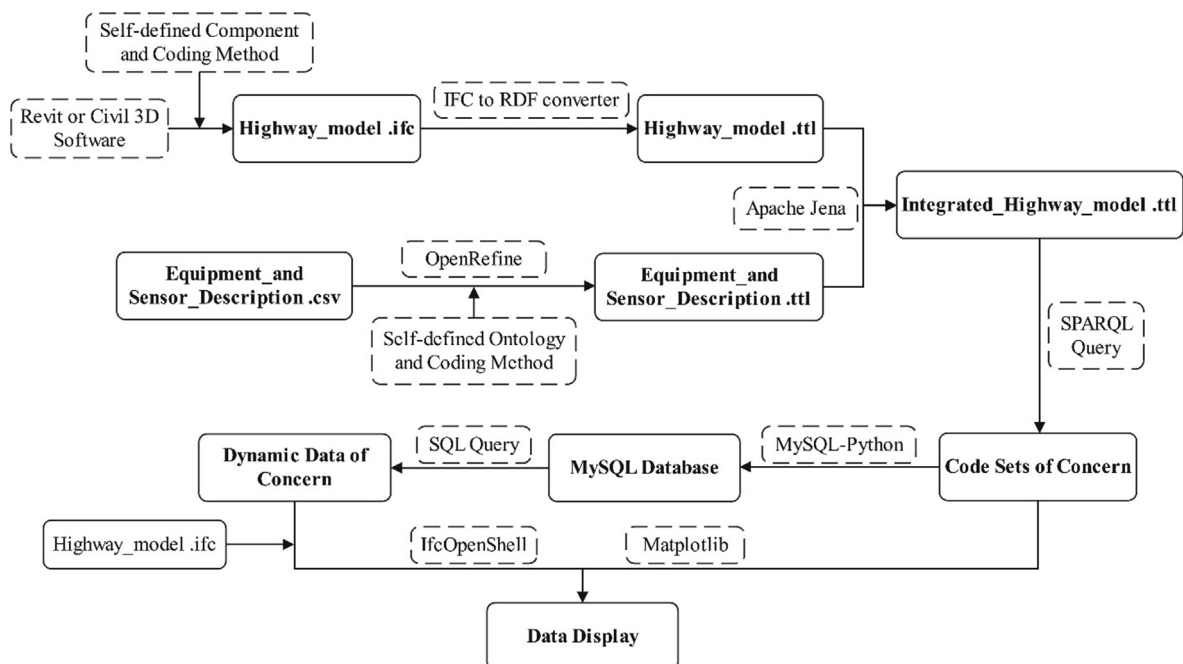 Self-defined Component
and Coding Method
Revit or Civil 3D
Software
Highway_model .ifc
IFC to RDF converter
Highway_model .ttl
Apache Jena
Integrated_Highway_model .ttl
Equipment_and
Sensor_Description .csv
OpenRefine
Equipment_and
Sensor_Description .ttl
Self-defined Ontology
and Coding Method
SPARQL
Query
Dynamic Data of
Concern
SQL Query
MySQL Database
MySQL-Python
Code Sets of Concern
Highway_model .ifc
IfcOpenShell
Matplotlib
Data Display